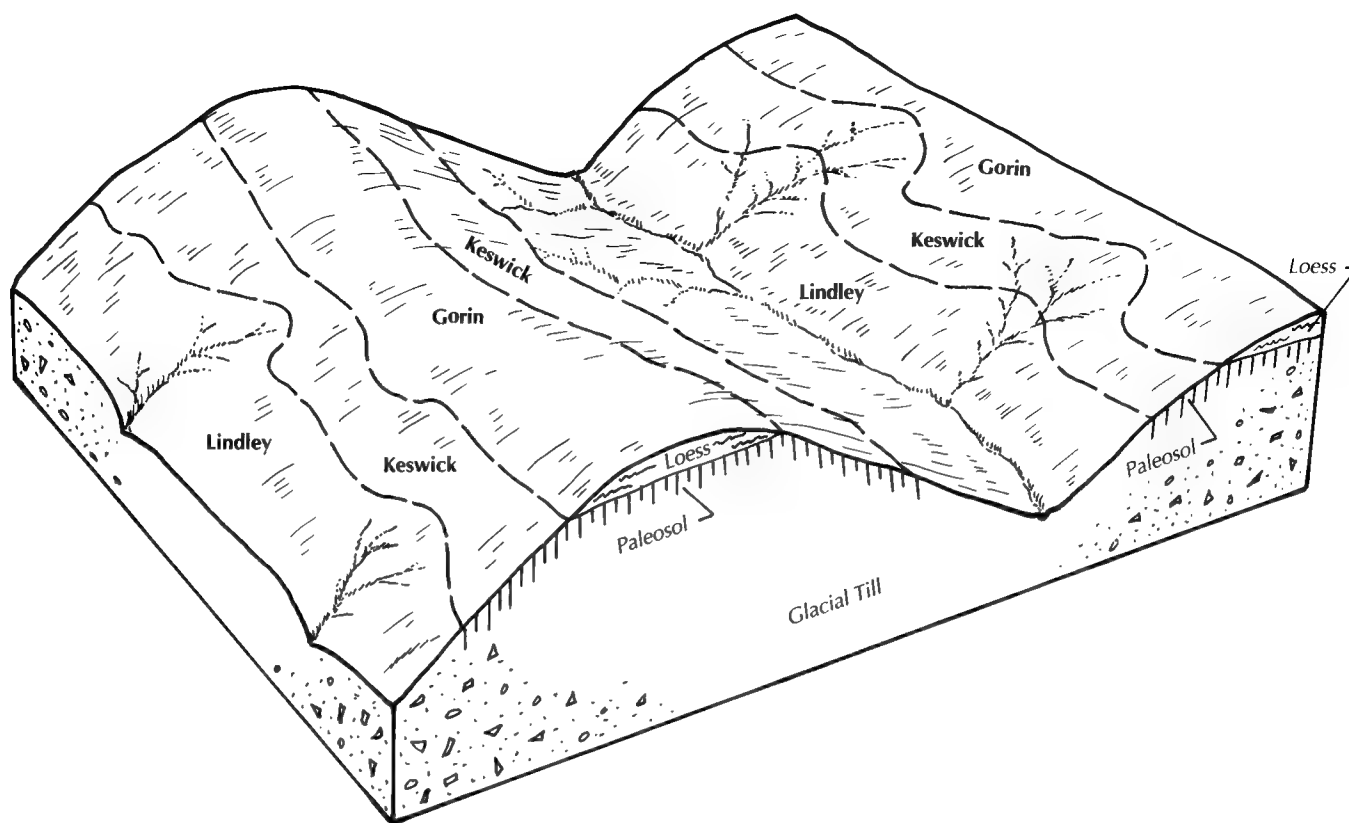 Gorin
Keswick
Keswick
Loess
Lindley
Gorin
Lindley
Keswick
Loess
Paleosol
Paleosol
Glacial Till